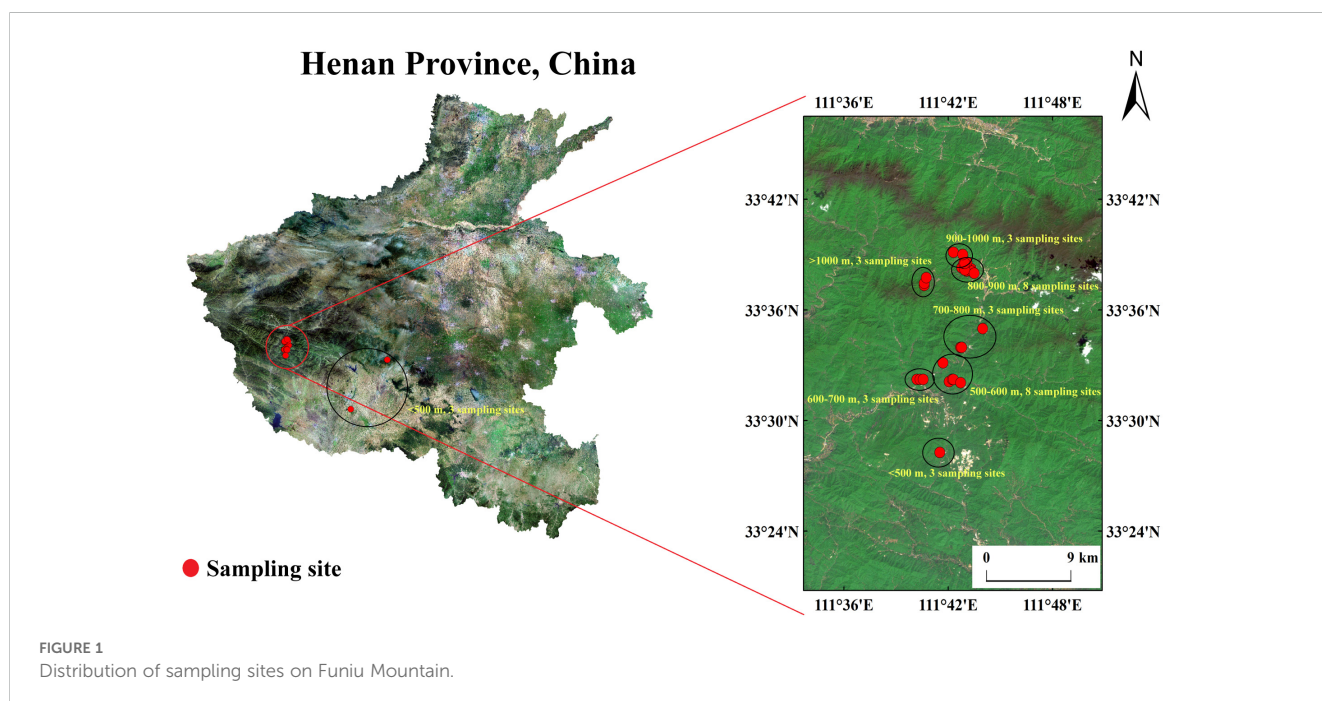 Henan Province, China
N
111°36'E 111°42'E 111°48'E
33°42'N 33°42'N
900-1000 m, 3 sampling sites
>1000 m, 3 sampling sites
800-900 m, 8 sampling sites
33°36'N 33°36'N
700-800 m, 3 sampling sites
600-700 m, 3 sampling sites
500-600 m, 8 sampling sites
<500 m, 3 sampling sites
33°30'N 33°30'N
<500 m, 3 sampling sites
33°24'N 33°24'N
0 9 km
Sampling site
111°36'E 111°42'E 111°48'E
FIGURE 1
Distribution of sampling sites on Funiu Mountain.